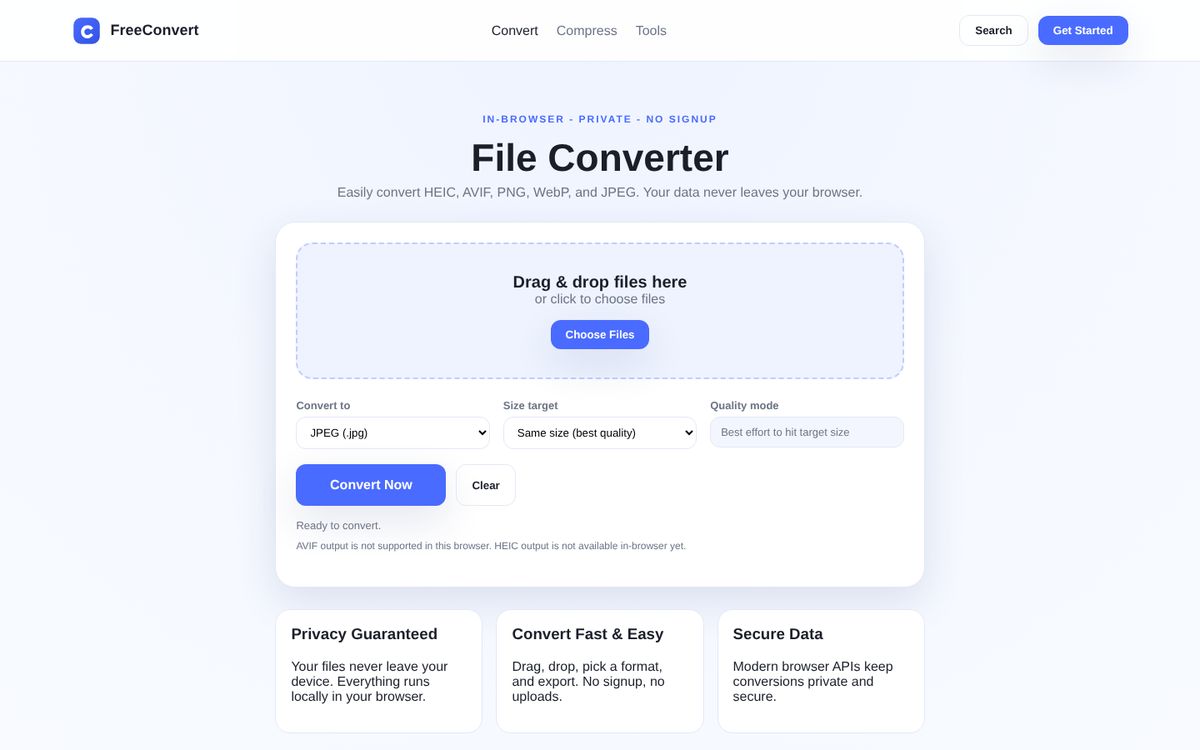 FreeConvert
Convert Compress Tools
Search Get Started
IN-BROWSER - PRIVATE - NO SIGNUP
File Converter
Easily convert HEIC, AVIF, PNG, WebP, and JPEG. Your data never leaves your browser.
Drag & drop files here
or click to choose files
Choose Files
Convert to
JPEG (.jpg)
Size target
Same size (best quality)
Quality mode
Best effort to hit target size
Convert Now Clear
Ready to convert.
AVIF output is not supported in this browser. HEIC output is not available in-browser yet.
Privacy Guaranteed
Your files never leave your
device. Everything runs
locally in your browser.
Convert Fast & Easy
Drag, drop, pick a format,
and export. No signup, no
uploads.
Secure Data
Modern browser APIs keep
conversions private and
secure.